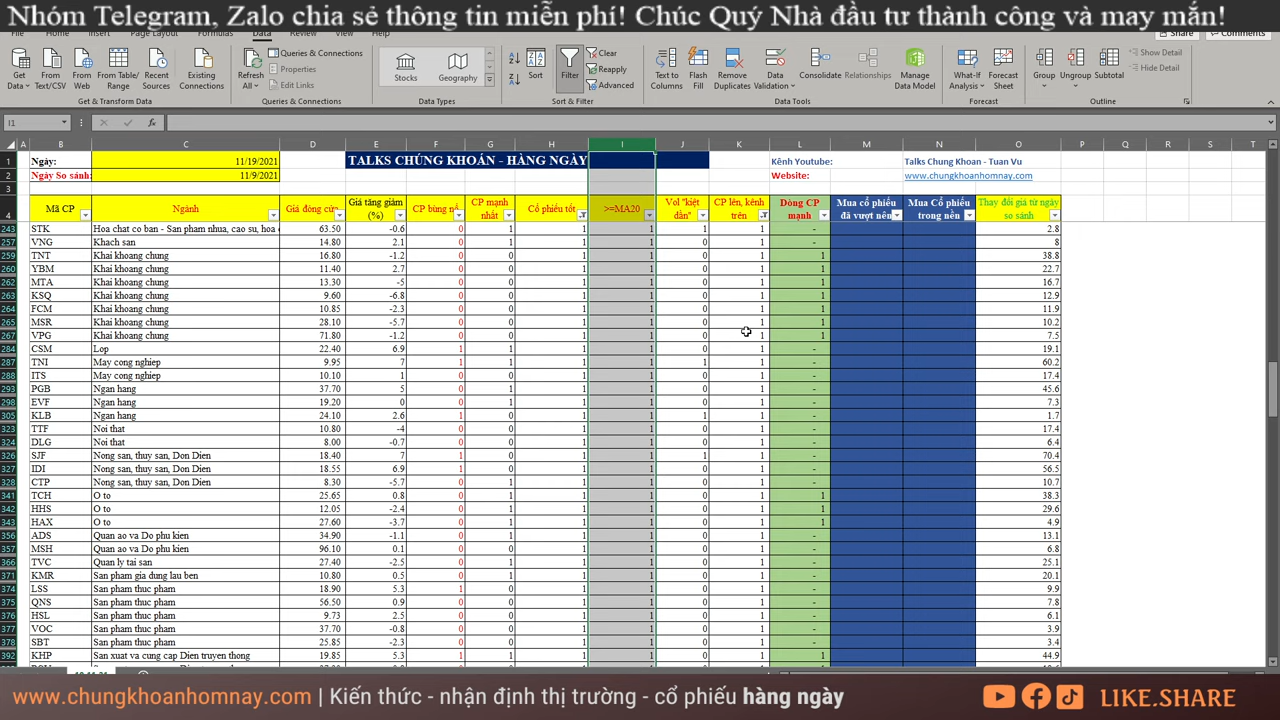 Nhóm Telegram, Zalo chia sẻ thông tin miễn phí! Chúc Quý Nhà đầu tư thành công và may mắn!
Insert Page Layout Formulas Data Review View Help Share Comments
Get Data From Text/CSV From Web From Table/Range Recent Sources Existing Connections Refresh All Queries & Connections Properties Edit Links Stocks Geography Sort Filter Clear Reapply Advanced Text to Columns Flash Fill Remove Duplicates Data Validation Consolidate Relationships Manage Data Model What-If Analysis Forecast Sheet Group Ungroup Subtotal Show Detail Hide Detail
Get & Transform Data Queries & Connections Data Types Sort & Filter Data Tools Forecast Outline
I1 fx
A B C D E F G H I J K L M N O P Q R S T
1 Ngày: 11/19/2021 TALKS CHÚNG KHOÁN - HÀNG NGÀY Kênh Youtube: Talks Chung Khoan - Tuan Vu
2 Ngày So sánh: 11/9/2021 Website: www.chungkhoanhomnay.com
3
4 Mã CP Ngành Giá đóng cử Giá tăng giảm (%) CP bùng nổ CP mạnh nhất Cổ phiếu tốt >=MA20 Vol "kiệt dần" CP lên, kênh trên Dòng CP mạnh Mua cổ phiếu đã vượt nền Mua Cổ phiếu trong nền Thay đổi giá từ ngày so sánh
243 STK Hoa chat co ban - San pham nhua, cao su, hoa 63.50 -0.6 0 1 1 1 1 1 - 2.8
257 VNG Khach san 14.80 2.1 0 1 1 1 0 1 - 8
259 TNT Khai khoang chung 16.80 -1.2 0 1 1 1 0 1 1 38.8
260 YBM Khai khoang chung 11.40 2.7 0 1 1 1 0 1 1 22.7
262 MTA Khai khoang chung 13.30 -5 0 1 1 1 0 1 1 16.7
263 KSQ Khai khoang chung 9.60 -6.8 0 0 1 1 0 1 1 12.9
264 FCM Khai khoang chung 10.85 -2.3 0 1 1 1 0 1 1 11.9
265 MSR Khai khoang chung 28.10 -5.7 0 0 1 1 0 1 1 10.2
267 VPG Khai khoang chung 71.80 -1.2 0 1 1 1 0 1 1 7.5
284 CSM Lop 22.40 6.9 1 1 1 1 0 1 - 19.1
287 TNI May cong nghiep 9.95 7 1 1 1 1 0 1 - 60.2
288 ITS May cong nghiep 10.10 1 0 0 1 1 0 1 - 17.4
293 PGB Ngan hang 37.70 5 0 1 1 1 0 1 - 45.6
298 EVF Ngan hang 19.20 0 0 1 1 1 0 1 - 7.3
305 KLB Ngan hang 24.10 2.6 1 0 1 1 0 1 - 1.7
323 TTF Noi that 10.80 -4 0 0 1 1 0 1 - 17.4
324 DLG Noi that 8.00 -0.7 0 0 1 1 0 1 - 6.4
326 SJF Nong san, thuy san, Don Dien 18.40 7 1 0 1 1 1 1 - 70.4
327 IDI Nong san, thuy san, Don Dien 18.55 6.9 1 0 1 1 0 1 - 56.5
330 CTP Nong san, thuy san, Don Dien 8.30 -5.7 0 0 1 1 0 1 - 10.7
341 TCH O to 25.65 0.8 0 1 1 1 0 1 1 38.3
342 HHS O to 12.05 -2.4 0 1 1 1 0 1 1 29.6
343 HAX O to 27.60 -3.7 0 1 1 1 0 1 1 4.9
356 ADS Quan ao va Do phu kien 34.90 -1.1 0 1 1 1 0 1 - 13.1
357 MSH Quan ao va Do phu kien 96.10 0.1 0 0 1 1 0 1 - 6.8
366 TVC Quan ly tai san 27.40 -2.5 0 1 1 1 0 1 - 25.1
371 KMR San pham gia dung lau ben 10.80 0.5 0 1 1 1 0 1 - 20.1
374 LSS San pham thuc pham 18.90 5.3 1 0 1 1 0 1 - 9.9
375 QNS San pham thuc pham 56.50 0.9 0 0 1 1 0 1 - 7.8
376 HSL San pham thuc pham 9.73 2.5 0 0 1 1 0 1 - 6.1
377 VOC San pham thuc pham 37.70 -0.8 0 0 1 1 0 1 - 3.9
378 SBT San pham thuc pham 25.85 -2.3 0 0 1 1 0 1 - 3.4
392 KHP San xuat va cung cap Dien truyen thong 19.85 5.3 1 0 1 1 0 1 1 44.9
www.chungkhoanhomnay.com | Kiến thức - nhận định thị trường - cổ phiếu hàng ngày LIKE.SHARE